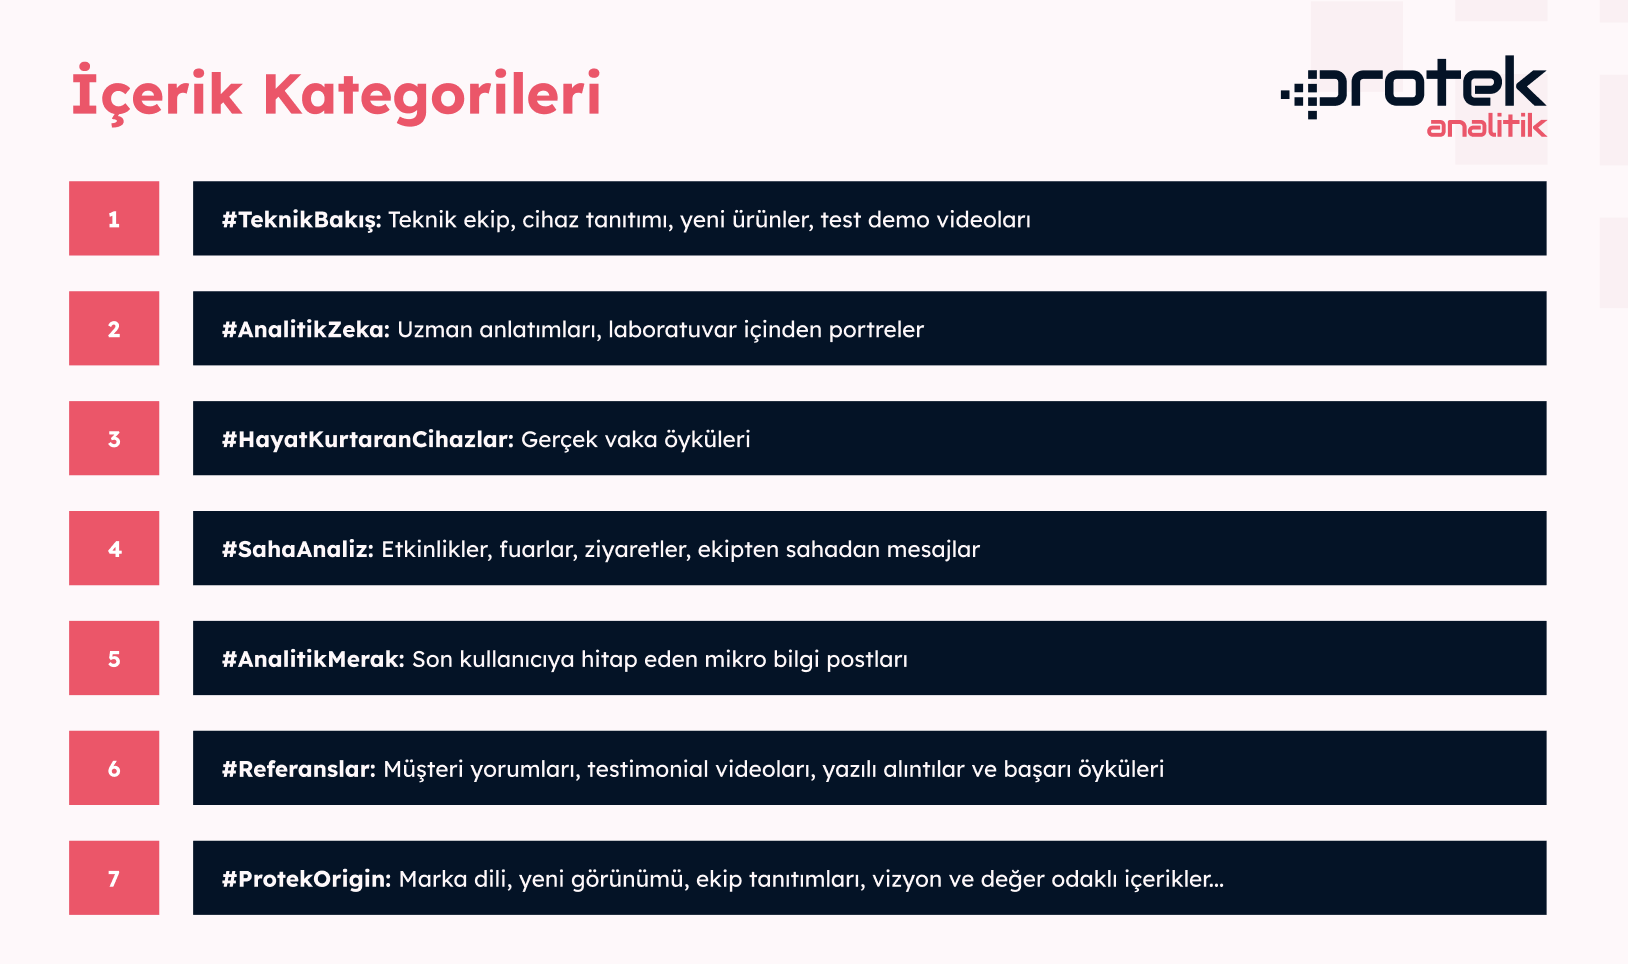 İçerik Kategorileri
protek
analitik
1
#TeknikBakış: Teknik ekip, cihaz tanıtımı, yeni ürünler, test demo videoları
2
#AnalitikZeka: Uzman anlatımları, laboratuvar içinden portreler
3
#HayatKurtaranCihazlar: Gerçek vaka öyküleri
4
#SahaAnaliz: Etkinlikler, fuarlar, ziyaretler, ekipten sahadan mesajlar
5
#AnalitikMerak: Son kullanıcıya hitap eden mikro bilgi postları
6
#Referanslar: Müşteri yorumları, testimonial videoları, yazılı alıntılar ve başarı öyküleri
7
#ProtekOrigin: Marka dili, yeni görünümü, ekip tanıtımları, vizyon ve değer odaklı içerikler...